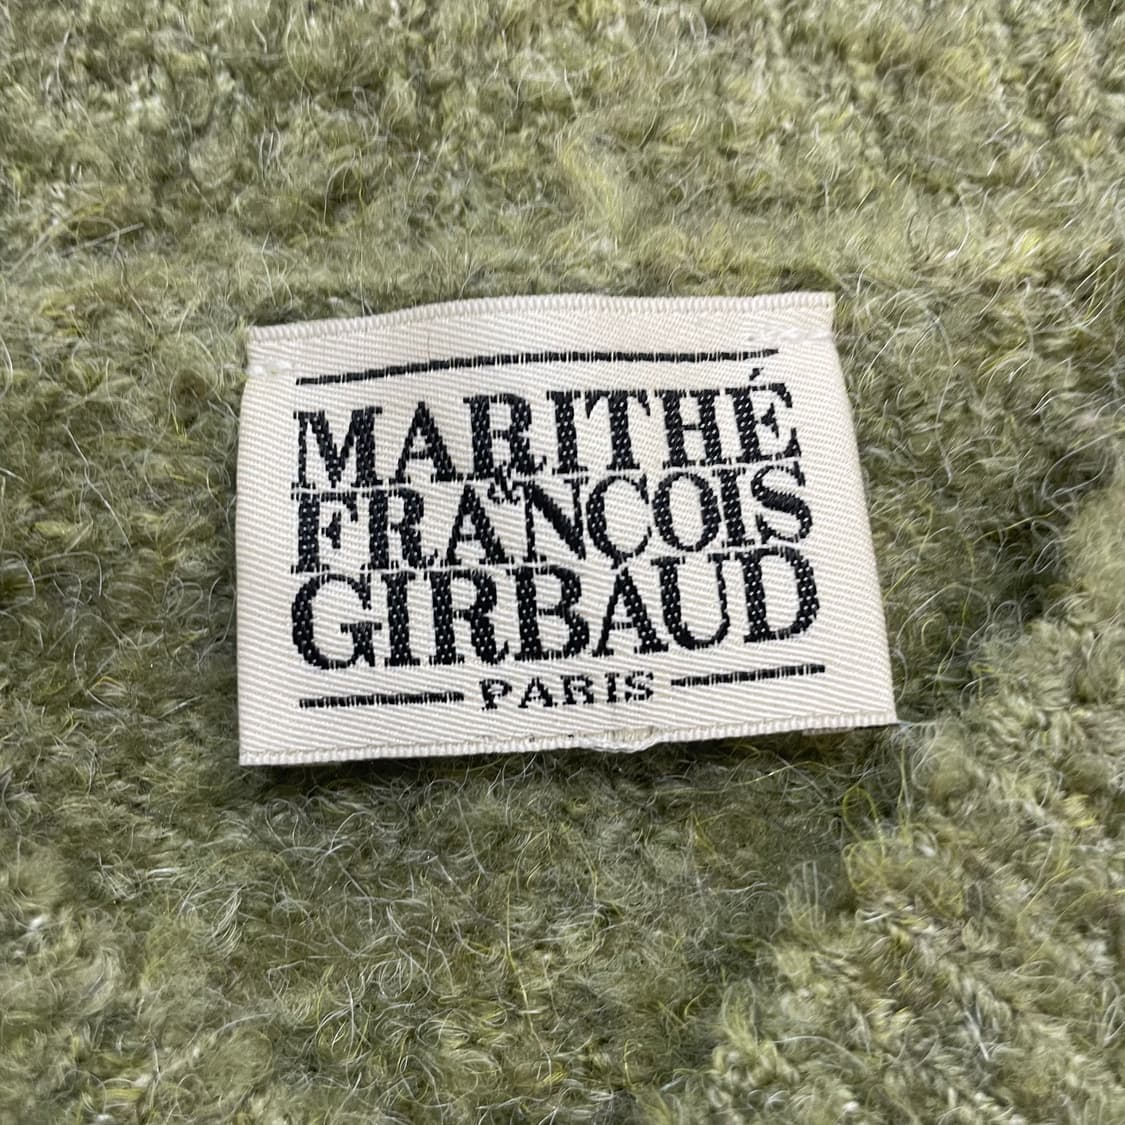 MARITHÉ
&
FRANÇOIS
GIRBAUD
PARIS